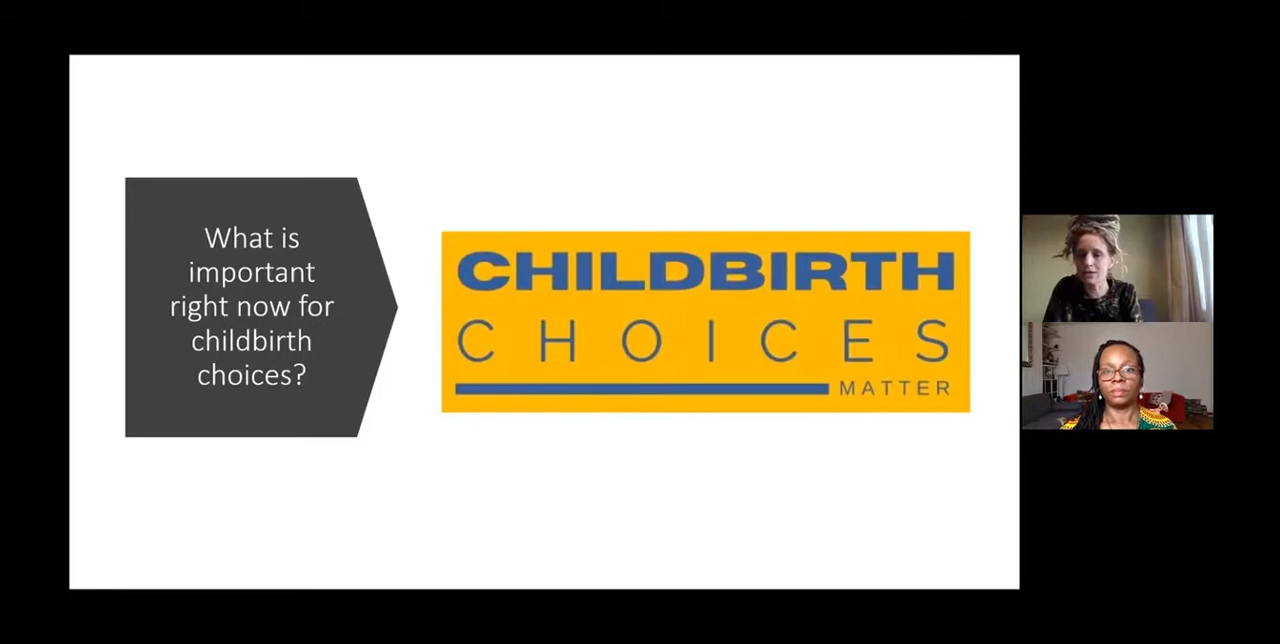 What is
important
right now for
childbirth
choices?
CHILDBIRTH
CHOICES
MATTER